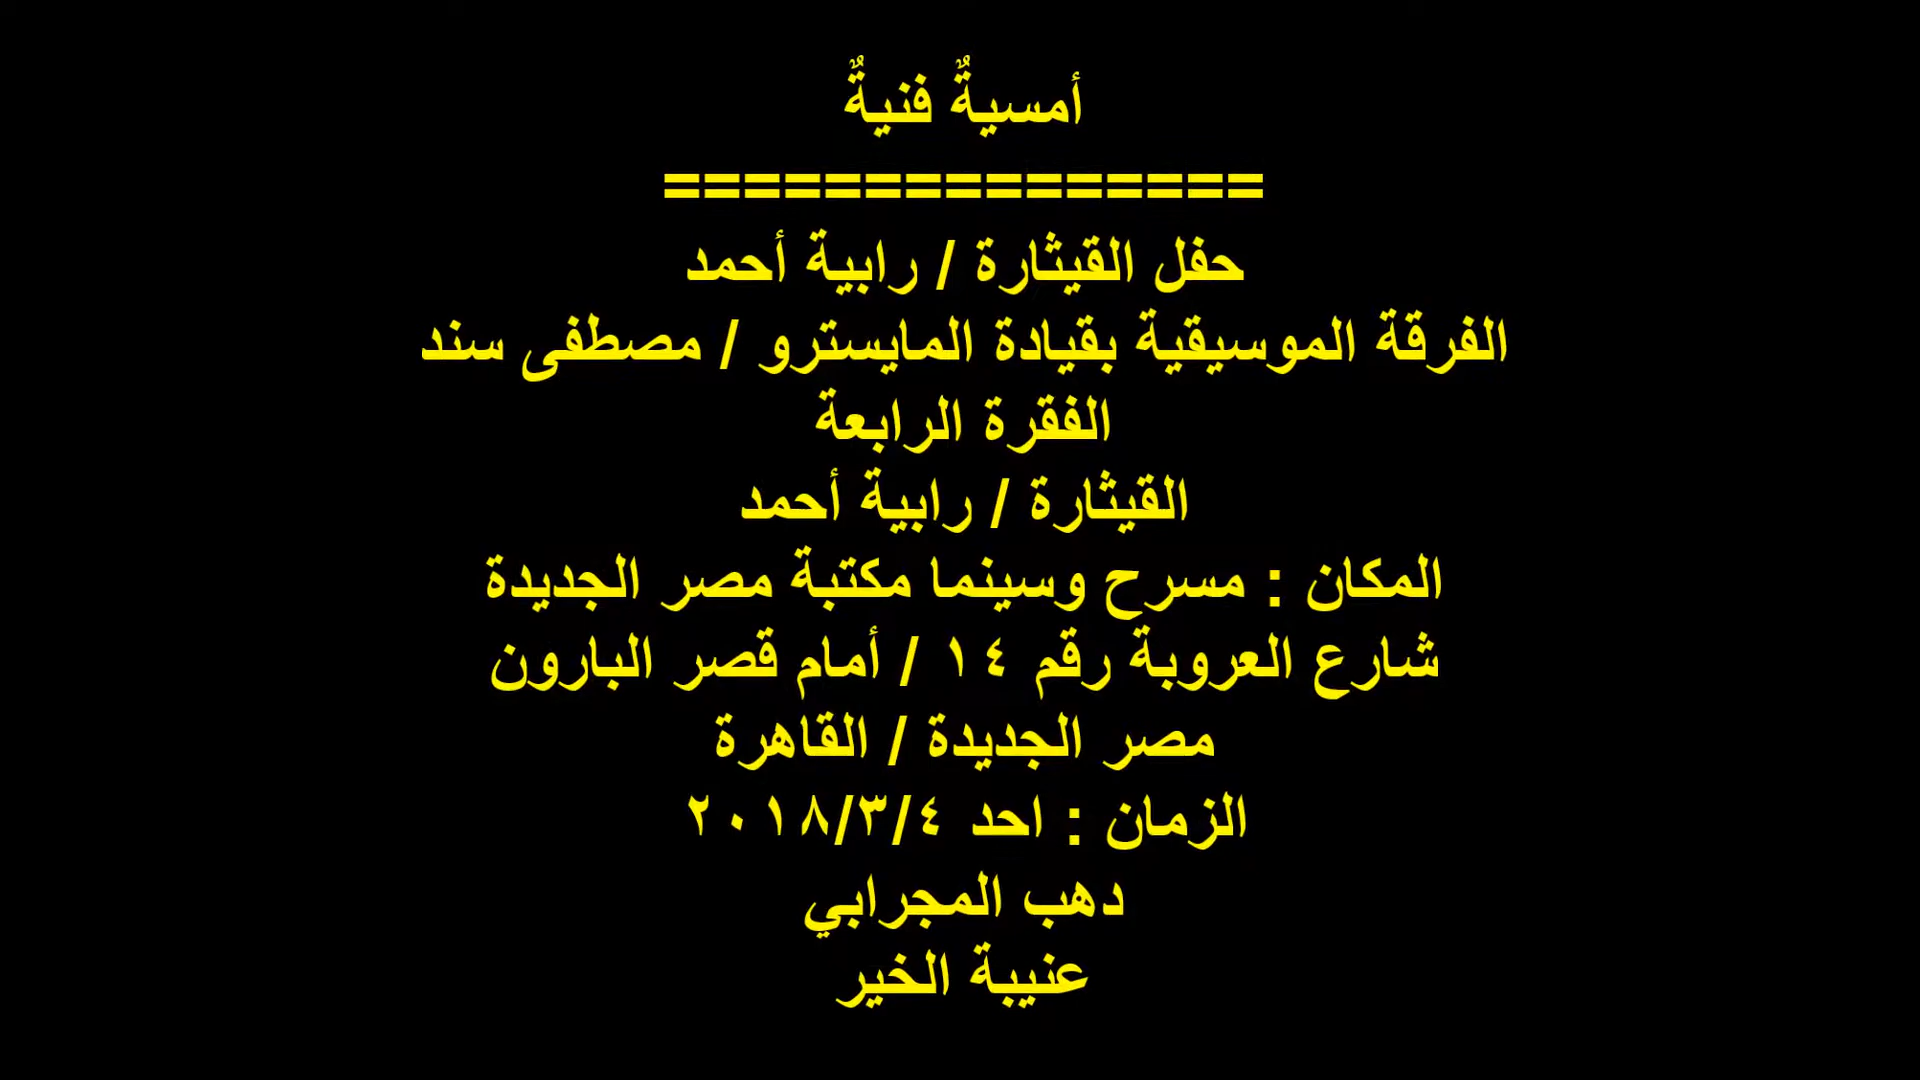 أمسيةٌ فنيةٌ
===============
حفل القيثارة / رابية أحمد
الفرقة الموسيقية بقيادة المايسترو / مصطفى سند
الفقرة الرابعة
القيثارة / رابية أحمد
المكان : مسرح وسينما مكتبة مصر الجديدة
شارع العروبة رقم ١٤ / أمام قصر البارون
مصر الجديدة / القاهرة
الزمان : احد ٢٠١٨/٣/٤
دهب المجرابي
عنيبة الخير